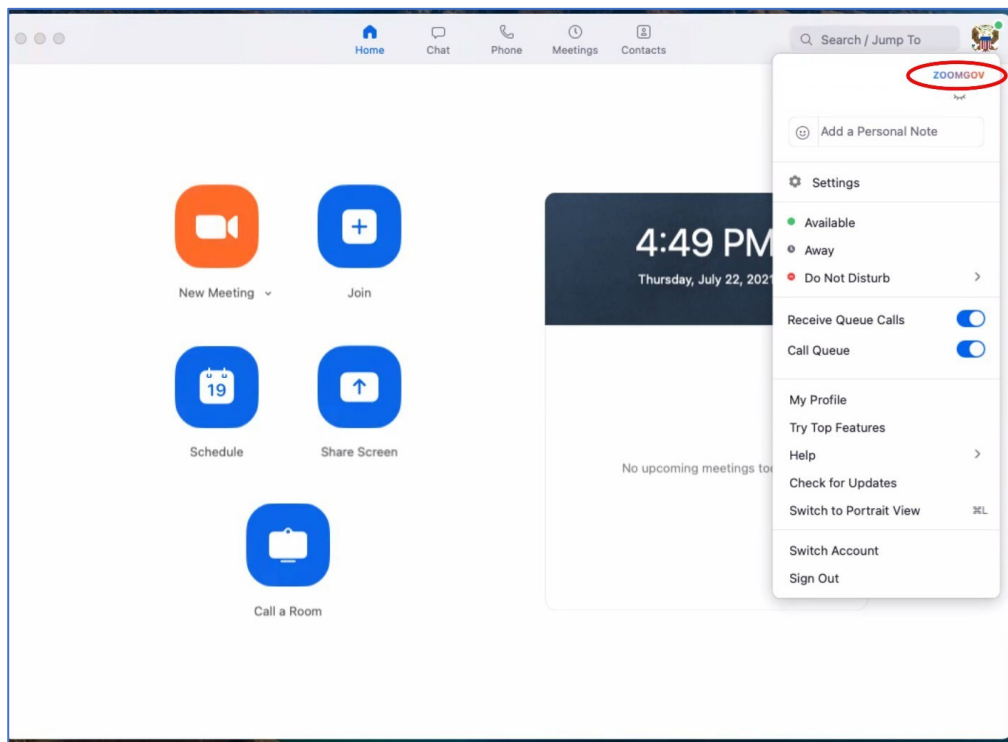 Home
Chat
Phone
Meetings
Contacts
Search / Jump To
ZOOMGOV
Add a Personal Note
Settings
Available
Away
Do Not Disturb
Receive Queue Calls
Call Queue
My Profile
Try Top Features
Help
Check for Updates
Switch to Portrait View ⌘L
Switch Account
Sign Out
New Meeting
Join
19
Schedule
Share Screen
Call a Room
4:49 PM
Thursday, July 22, 2021
No upcoming meetings